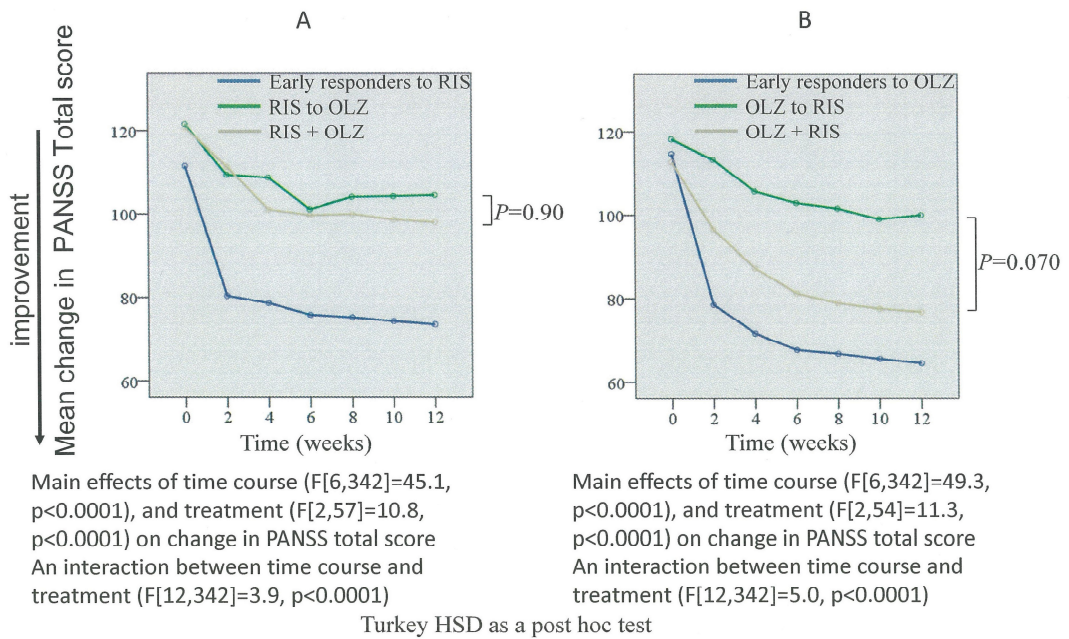 A
B
Mean change in PANSS Total score
improvement
Early responders to RIS
RIS to OLZ
RIS + OLZ
120
100
80
60
0 2 4 6 8 10 12
Time (weeks)
P=0.90
Early responders to OLZ
OLZ to RIS
OLZ + RIS
120
100
80
60
0 2 4 6 8 10 12
Time (weeks)
P=0.070
Main effects of time course (F[6,342]=45.1,
p<0.0001), and treatment (F[2,57]=10.8,
p<0.0001) on change in PANSS total score
An interaction between time course and
treatment (F[12,342]=3.9, p<0.0001)
Main effects of time course (F[6,342]=49.3,
p<0.0001), and treatment (F[2,54]=11.3,
p<0.0001) on change in PANSS total score
An interaction between time course and
treatment (F[12,342]=5.0, p<0.0001)
Turkey HSD as a post hoc test